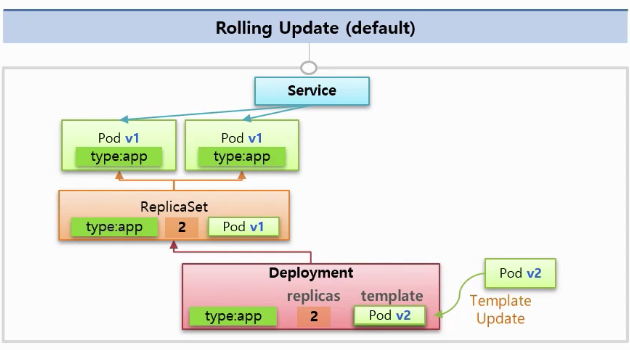 Rolling Update (default)
Service
Pod v1
type:app
Pod v1
type:app
ReplicaSet
type:app
2
Pod v1
Deployment
replicas
template
type:app
2
Pod v2
Pod v2
Template
Update